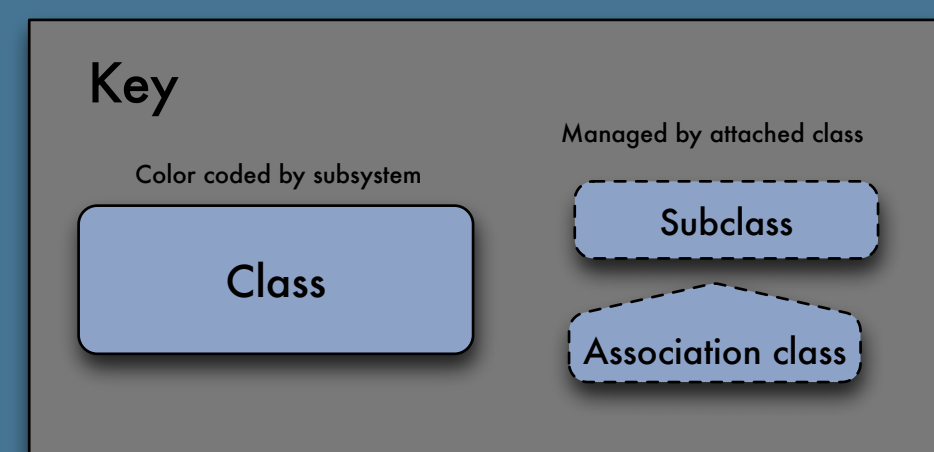 Key
Color coded by subsystem
Class
Managed by attached class
Subclass
Association class